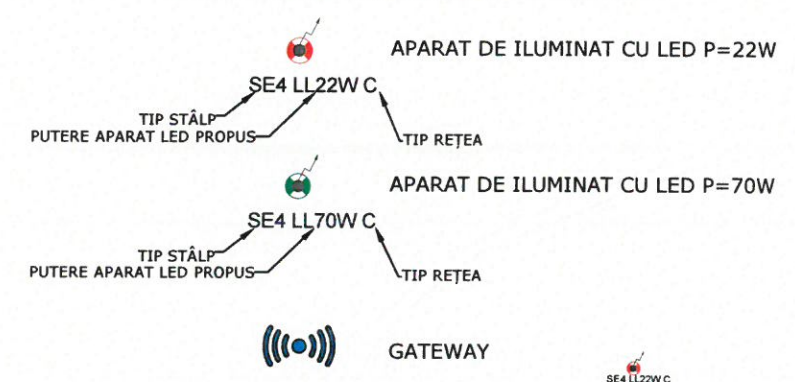 APARAT DE ILUMINAT CU LED P=22W
SE4 LL22W C
TIP STÂLP
PUTERE APARAT LED PROPUS
TIP REȚEA
APARAT DE ILUMINAT CU LED P=70W
SE4 LL70W C
TIP STÂLP
PUTERE APARAT LED PROPUS
TIP REȚEA
GATEWAY
SE4 LL22W C